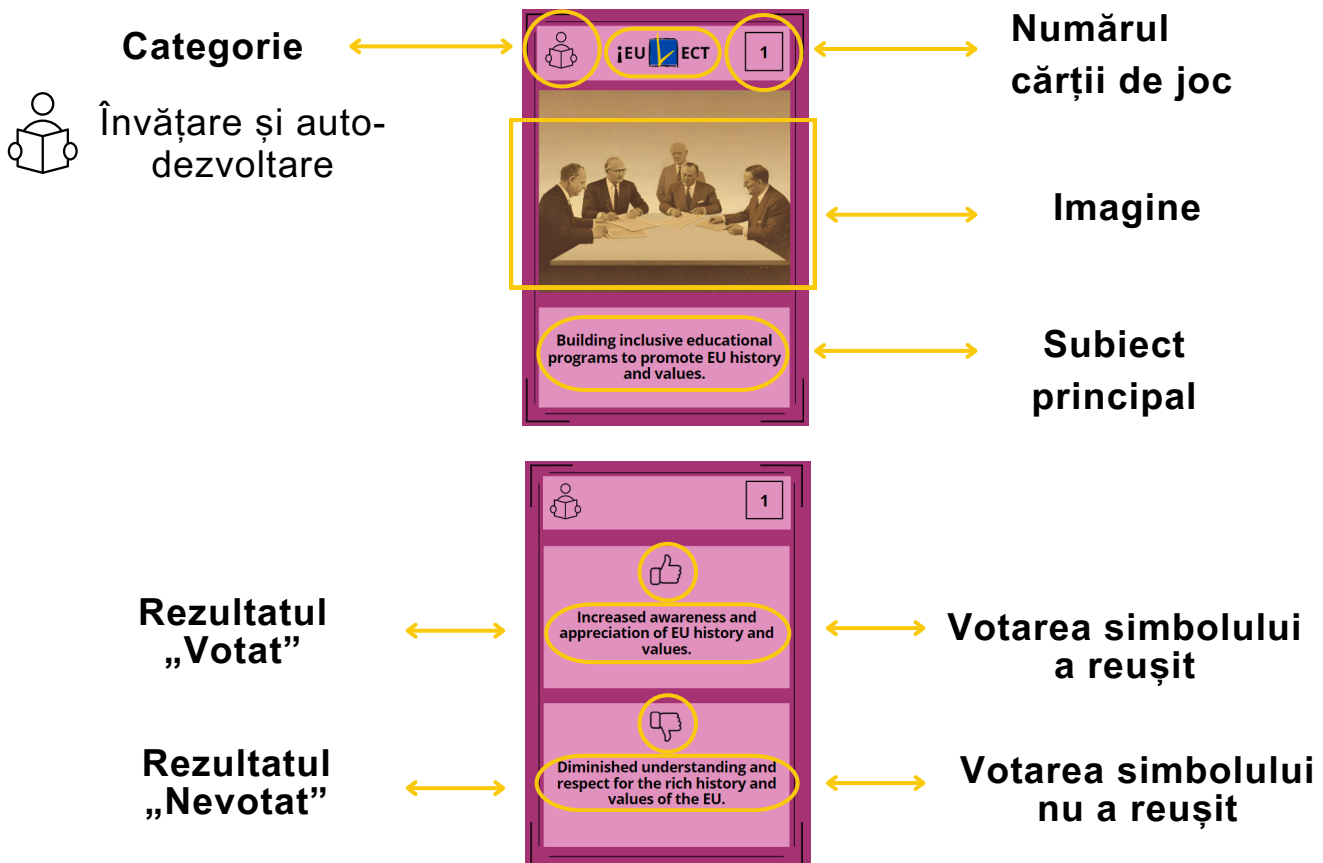 Categorie
Învățare și auto-
dezvoltare
¡EU ECT
1
Numărul
cărții de joc
Imagine
Building inclusive educational
programs to promote EU history
and values.
Subiect
principal
1
Rezultatul
„Votat”
Increased awareness and
appreciation of EU history and
values.
Votarea simbolului
a reușit
Rezultatul
„Nevotat”
Diminished understanding and
respect for the rich history and
values of the EU.
Votarea simbolului
nu a reușit